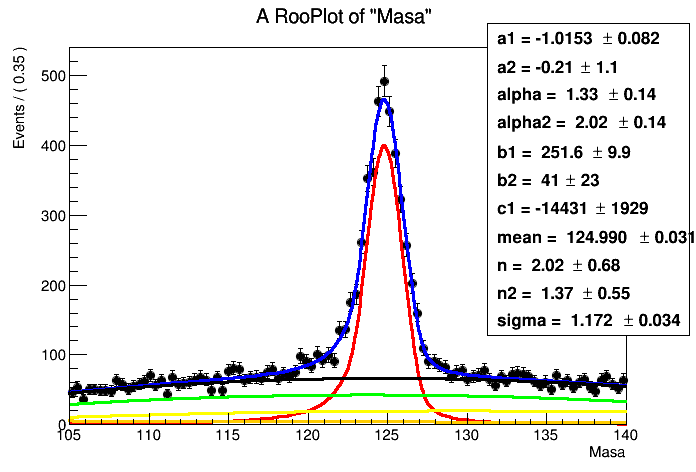 A RooPlot of "Masa"
Events / ( 0.35 )
500
400
300
200
100
0
105 110 115 120 125 130 135 140
Masa
a1 = -1.0153 ± 0.082
a2 = -0.21 ± 1.1
alpha = 1.33 ± 0.14
alpha2 = 2.02 ± 0.14
b1 = 251.6 ± 9.9
b2 = 41 ± 23
c1 = -14431 ± 1929
mean = 124.990 ± 0.031
n = 2.02 ± 0.68
n2 = 1.37 ± 0.55
sigma = 1.172 ± 0.034